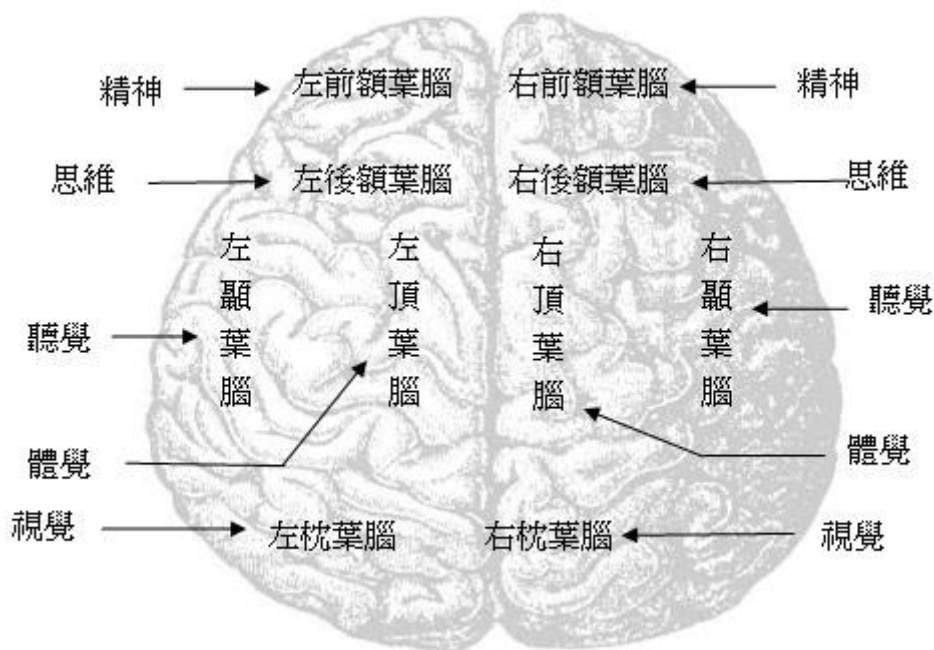 精神 左前額葉腦 右前額葉腦 精神
思維 左後額葉腦 右後額葉腦 思維
左顳葉腦
左頂葉腦
右頂葉腦
右顳葉腦
聽覺
聽覺
體覺
體覺
視覺 左枕葉腦 右枕葉腦 視覺